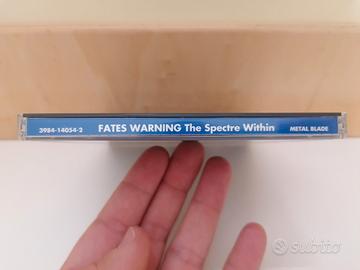 3984-14054-2 FATES WARNING The Spectre Within METAL BLADE
subito